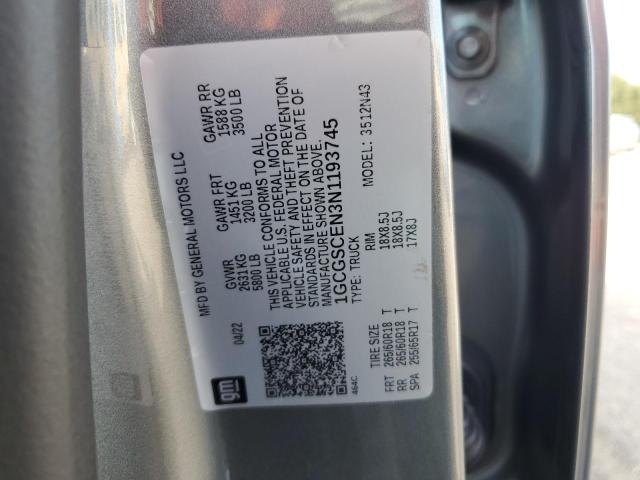 MFD BY GENERAL MOTORS LLC
gm
04/22
GVWR
2631 KG
5800 LB
GAWR FRT
1451 KG
3200 LB
GAWR RR
1588 KG
3500 LB
THIS VEHICLE CONFORMS TO ALL
APPLICABLE U.S. FEDERAL MOTOR
VEHICLE SAFETY AND THEFT PREVENTION
STANDARDS IN EFFECT ON THE DATE OF
MANUFACTURE SHOWN ABOVE.
1GCGSCEN3N1193745
TYPE: TRUCK
MODEL: 3512N43
464C
TIRE SIZE RIM
FRT 265/60R18 T 18X8.5J
RR 265/60R18 T 18X8.5J
SPA 255/65R17 T 17X8J